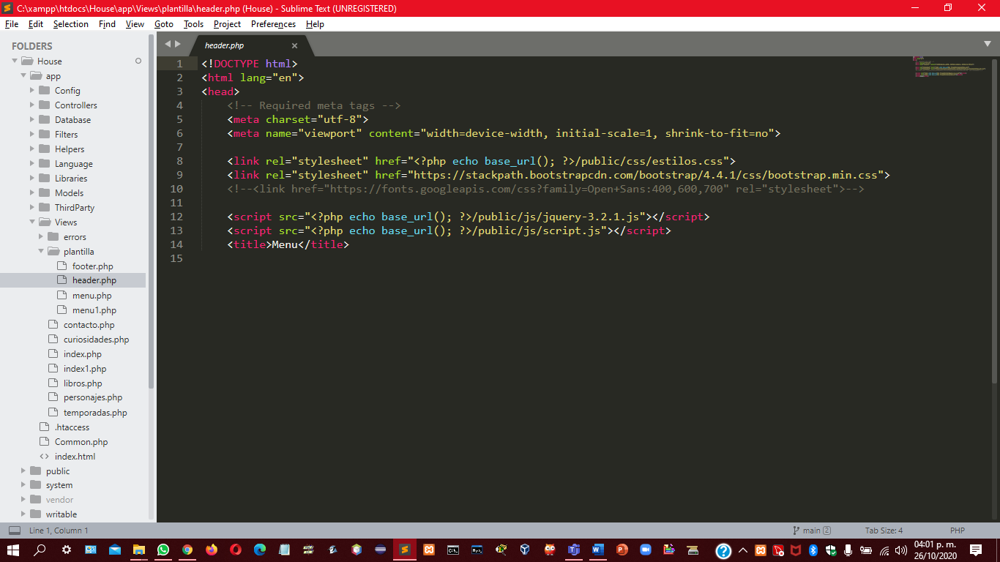 C:\xampp\htdocs\House\app\Views\plantilla\header.php (House) - Sublime Text (UNREGISTERED)
File Edit Selection Find View Goto Tools Project Preferences Help
FOLDERS
House
app
Config
Controllers
Database
Filters
Helpers
Language
Libraries
Models
ThirdParty
Views
errors
plantilla
footer.php
header.php
menu.php
menu1.php
contacto.php
curiosidades.php
index.php
index1.php
libros.php
personajes.php
temporadas.php
.htaccess
Common.php
index.html
public
system
vendor
writable
header.php
1 <!DOCTYPE html>
2 <html lang="en">
3 <head>
4 <!-- Required meta tags -->
5 <meta charset="utf-8">
6 <meta name="viewport" content="width=device-width, initial-scale=1, shrink-to-fit=no">
7
8 <link rel="stylesheet" href="<?php echo base_url(); ?>/public/css/estilos.css">
9 <link rel="stylesheet" href="https://stackpath.bootstrapcdn.com/bootstrap/4.4.1/css/bootstrap.min.css">
10 <!--<link href="https://fonts.googleapis.com/css?family=Open+Sans:400,600,700" rel="stylesheet">-->
11
12 <script src="<?php echo base_url(); ?>/public/js/jquery-3.2.1.js"></script>
13 <script src="<?php echo base_url(); ?>/public/js/script.js"></script>
14 <title>Menu</title>
15
Line 1, Column 1
main 2
Tab Size: 4
PHP
04:01 p. m.
26/10/2020